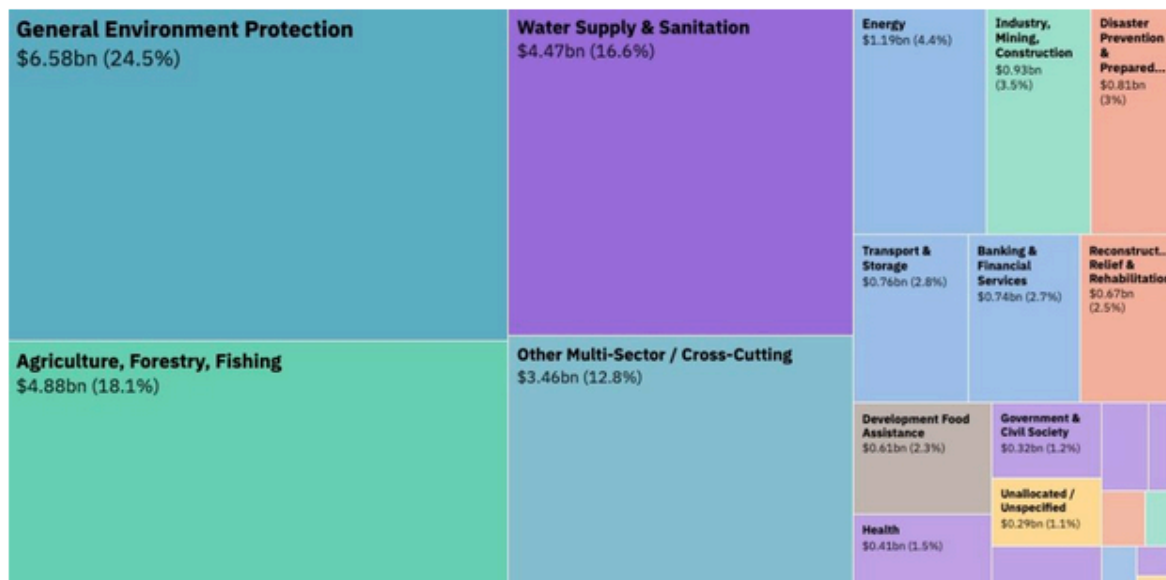 General Environment Protection
$6.58bn (24.5%)
Water Supply & Sanitation
$4.47bn (16.6%)
Energy
$1.19bn (4.4%)
Industry,
Mining,
Construction
$0.93bn
(3.5%)
Disaster
Prevention
&
Prepared...
$0.81bn
(3%)
Transport &
Storage
$0.76bn (2.8%)
Banking &
Financial
Services
$0.74bn (2.7%)
Reconstruct...
Relief &
Rehabilitation
$0.67bn
(2.5%)
Agriculture, Forestry, Fishing
$4.88bn (18.1%)
Other Multi-Sector / Cross-Cutting
$3.46bn (12.8%)
Development Food
Assistance
$0.61bn (2.3%)
Government &
Civil Society
$0.32bn (1.2%)
Unallocated /
Unspecified
$0.29bn (1.1%)
Health
$0.41bn (1.5%)